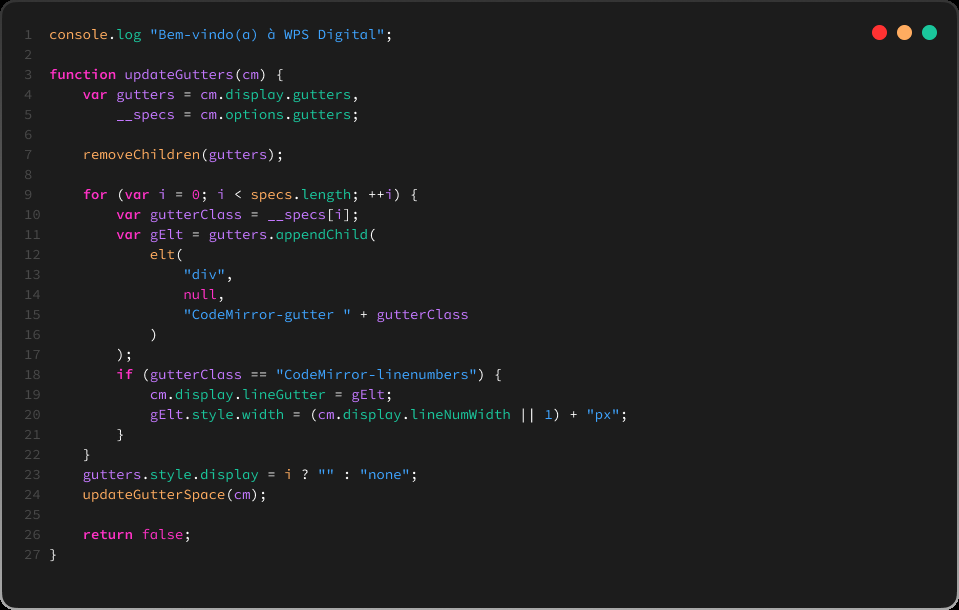 1 console.log "Bem-vindo(a) à WPS Digital";
2
3 function updateGutters(cm) {
4     var gutters = cm.display.gutters,
5         __specs = cm.options.gutters;
6
7     removeChildren(gutters);
8
9     for (var i = 0; i < specs.length; ++i) {
10         var gutterClass = __specs[i];
11         var gElt = gutters.appendChild(
12             elt(
13                 "div",
14                 null,
15                 "CodeMirror-gutter " + gutterClass
16             )
17         );
18         if (gutterClass == "CodeMirror-linenumbers") {
19             cm.display.lineGutter = gElt;
20             gElt.style.width = (cm.display.lineNumWidth || 1) + "px";
21         }
22     }
23     gutters.style.display = i ? "" : "none";
24     updateGutterSpace(cm);
25
26     return false;
27 }